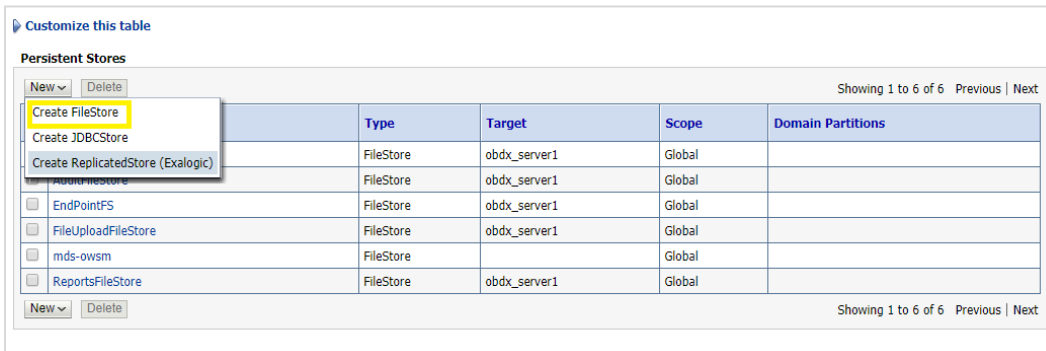 Customize this table
Persistent Stores
New Delete Showing 1 to 6 of 6 Previous | Next
Create FileStore
Create JDBCStore
Create ReplicatedStore (Exalogic)
Type Target Scope Domain Partitions
FileStore obdx_server1 Global
AuditFileStore FileStore obdx_server1 Global
EndPointFS FileStore obdx_server1 Global
FileUploadFileStore FileStore obdx_server1 Global
mds-owsm FileStore Global
ReportsFileStore FileStore obdx_server1 Global
New Delete Showing 1 to 6 of 6 Previous | Next